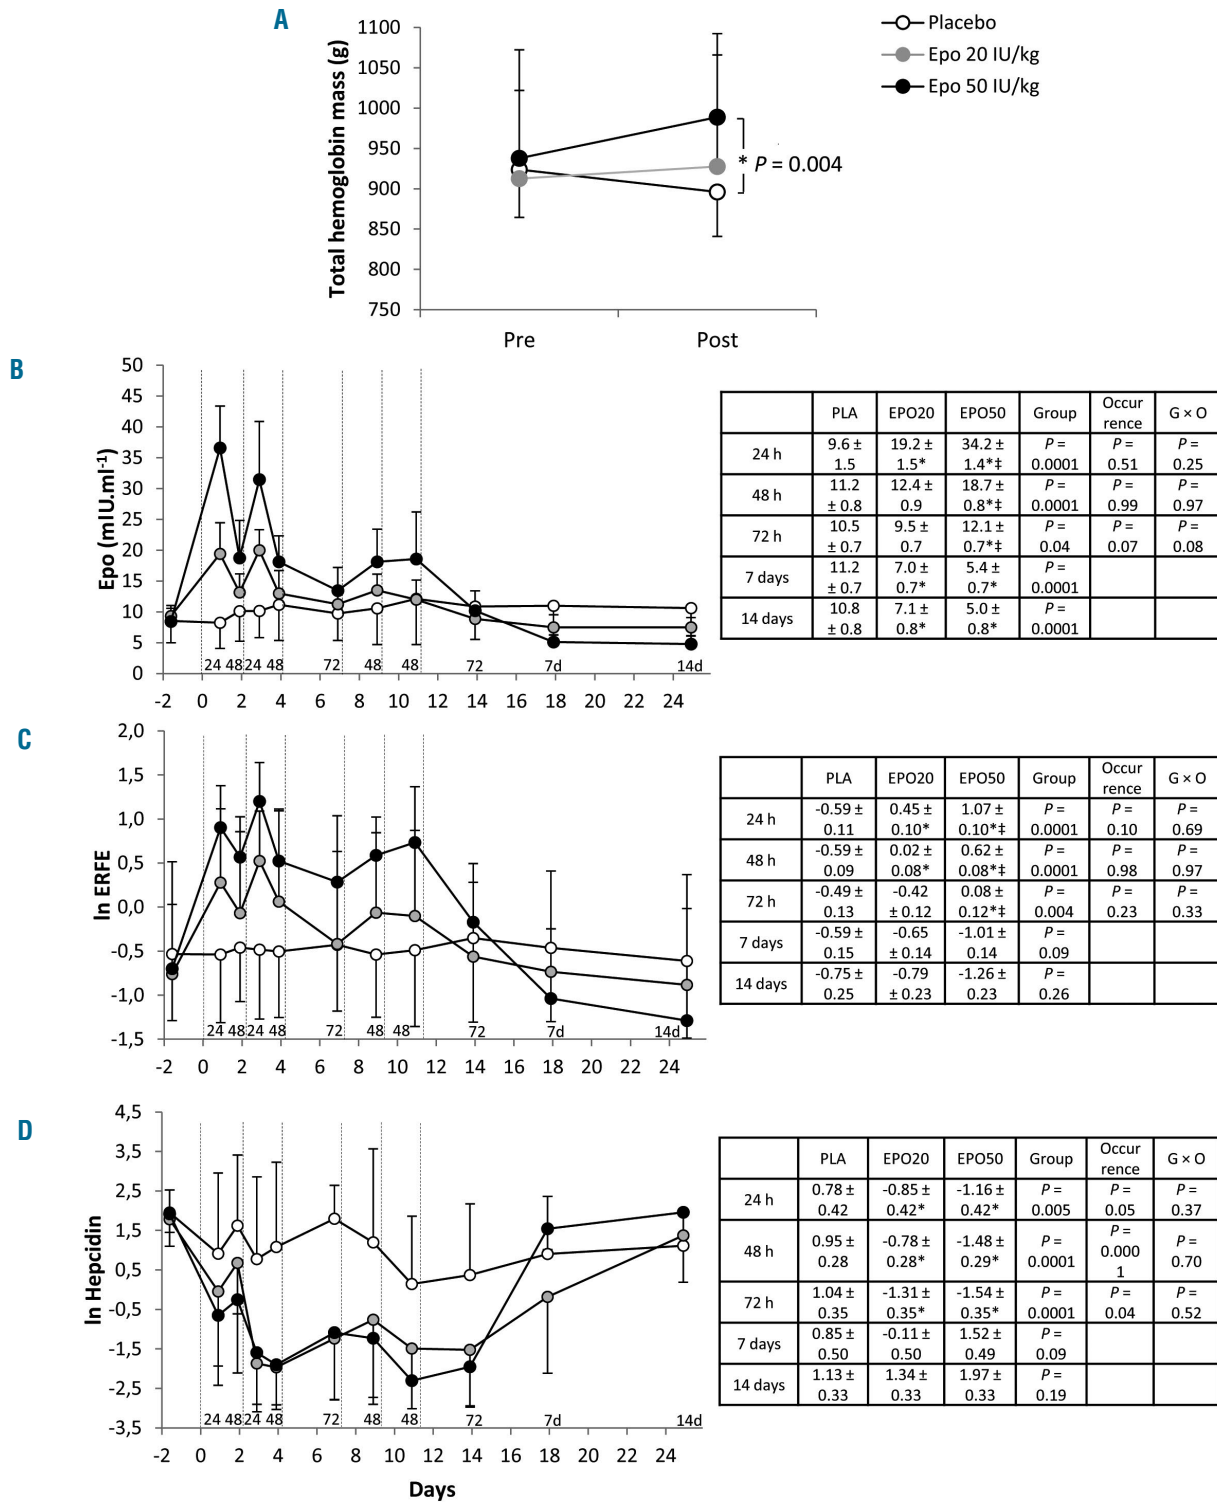 A
Total hemoglobin mass (g)
1100
1050
1000
950
900
850
800
750
Pre
Post
* P = 0.004
Placebo
Epo 20 IU/kg
Epo 50 IU/kg
B
Epo (mIU.ml-1)
50
45
40
35
30
25
20
15
10
5
0
24 48 24 48 72 48 48 72 7d 14d
-2 0 2 4 6 8 10 12 14 16 18 20 22 24
PLA EPO20 EPO50 Group Occur
rence G × O
24 h
9.6 ±
1.5
19.2 ±
1.5*
34.2 ±
1.4*‡
P =
0.0001
P =
0.51
P =
0.25
48 h
11.2
± 0.8
12.4 ±
0.9
18.7 ±
0.8*‡
P =
0.0001
P =
0.99
P =
0.97
72 h
10.5
± 0.7
9.5 ±
0.7
12.1 ±
0.7*‡
P =
0.04
P =
0.07
P =
0.08
7 days
11.2
± 0.7
7.0 ±
0.7*
5.4 ±
0.7*
P =
0.0001
14 days
10.8
± 0.8
7.1 ±
0.8*
5.0 ±
0.8*
P =
0.0001
C
ln ERFE
2,0
1,5
1,0
0,5
0,0
-0,5
-1,0
-1,5
24 48 24 48 72 48 48 72 7d 14d
-2 0 2 4 6 8 10 12 14 16 18 20 22 24
PLA EPO20 EPO50 Group Occur
rence G × O
24 h
-0.59 ±
0.11
0.45 ±
0.10*
1.07 ±
0.10*‡
P =
0.0001
P =
0.10
P =
0.69
48 h
-0.59 ±
0.09
0.02 ±
0.08*
0.62 ±
0.08*‡
P =
0.0001
P =
0.98
P =
0.97
72 h
-0.49 ±
0.13
-0.42
± 0.12
0.08 ±
0.12*‡
P =
0.004
P =
0.23
P =
0.33
7 days
-0.59 ±
0.15
-0.65
± 0.14
-1.01 ±
0.14
P =
0.09
14 days
-0.75 ±
0.25
-0.79
± 0.23
-1.26 ±
0.23
P =
0.26
D
ln Hepcidin
4,5
3,5
2,5
1,5
0,5
-0,5
-1,5
-2,5
-3,5
24 48 24 48 72 48 48 72 7d 14d
-2 0 2 4 6 8 10 12 14 16 18 20 22 24
Days
PLA EPO20 EPO50 Group Occur
rence G × O
24 h
0.78 ±
0.42
-0.85 ±
0.42*
-1.16 ±
0.42*
P =
0.005
P =
0.05
P =
0.37
48 h
0.95 ±
0.28
-0.78 ±
0.28*
-1.48 ±
0.29*
P =
0.0001
P =
0.000
1
P =
0.70
72 h
1.04 ±
0.35
-1.31 ±
0.35*
-1.54 ±
0.35*
P =
0.0001
P =
0.04
P =
0.52
7 days
0.85 ±
0.50
-0.11 ±
0.50
1.52 ±
0.49
P =
0.09
14 days
1.13 ±
0.33
1.34 ±
0.33
1.97 ±
0.33
P =
0.19